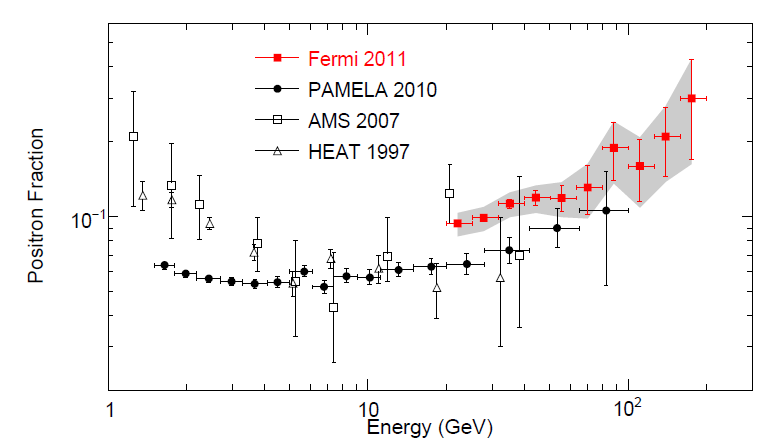 Fermi 2011
PAMELA 2010
AMS 2007
HEAT 1997
Positron Fraction
10⁻¹
1
10
10²
Energy (GeV)